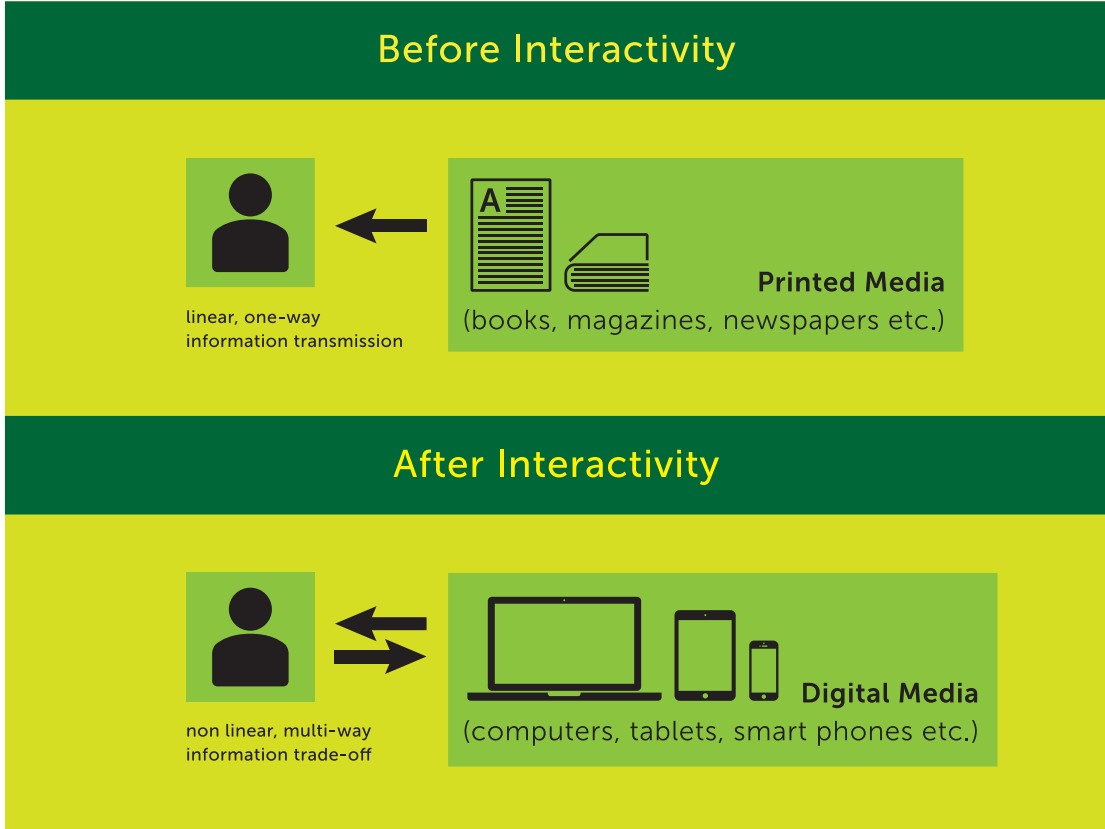 Before Interactivity
A
Printed Media
(books, magazines, newspapers etc.)
linear, one-way
information transmission
After Interactivity
Digital Media
(computers, tablets, smart phones etc.)
non linear, multi-way
information trade-off